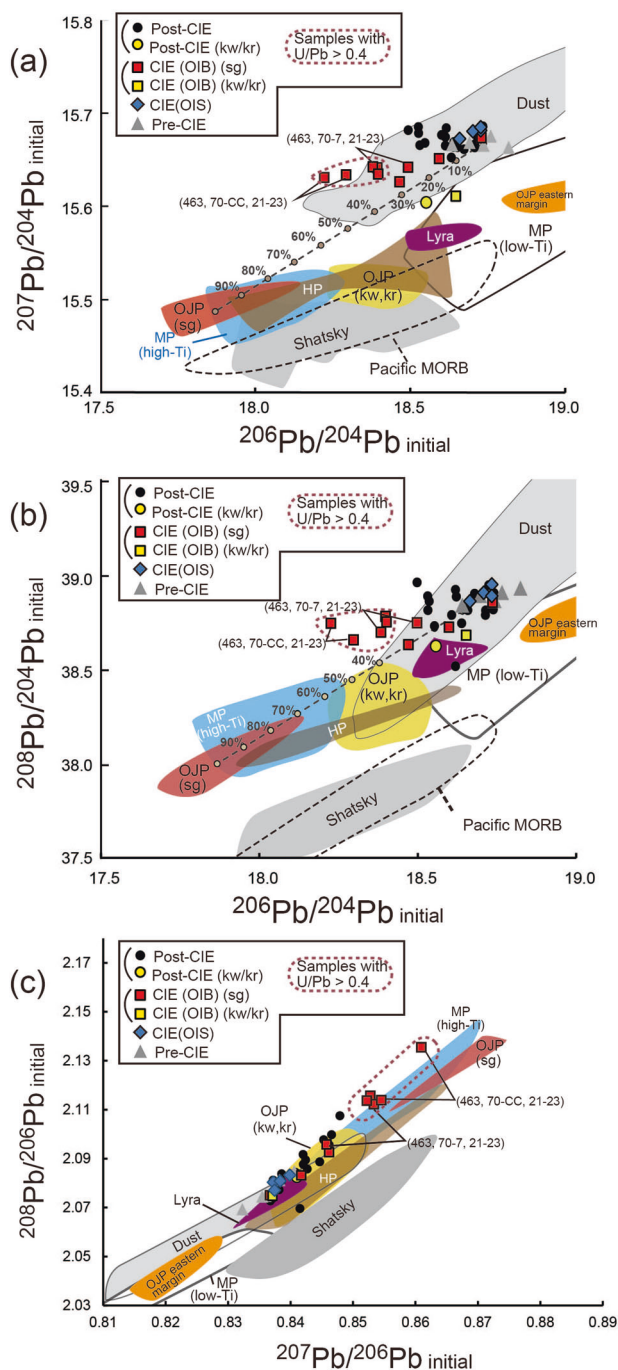 (a)
Post-CIE
Post-CIE (kw/kr)
CIE (OIB) (sg)
CIE (OIB) (kw/kr)
CIE(OIS)
Pre-CIE
Samples with
U/Pb > 0.4
15.8
15.7
15.6
15.5
15.4
207Pb/204Pb initial
17.5
18.0
18.5
19.0
206Pb/204Pb initial
Dust
(463, 70-7, 21-23)
(463, 70-CC, 21-23)
10%
20%
30%
40%
50%
60%
70%
80%
90%
OJP eastern
margin
MP
(low-Ti)
Lyra
OJP
(kw,kr)
HP
OJP
(sg)
MP
(high-Ti)
Shatsky
Pacific MORB
(b)
Post-CIE
Post-CIE (kw/kr)
CIE (OIB) (sg)
CIE (OIB) (kw/kr)
CIE(OIS)
Pre-CIE
Samples with
U/Pb > 0.4
39.5
39.0
38.5
38.0
37.5
208Pb/204Pb initial
17.5
18.0
18.5
19.0
206Pb/204Pb initial
Dust
(463, 70-7, 21-23)
(463, 70-CC, 21-23)
OJP eastern
margin
Lyra
MP (low-Ti)
40%
50%
60%
70%
80%
90%
OJP
(kw,kr)
MP
(high-Ti)
HP
OJP
(sg)
Shatsky
Pacific MORB
(c)
Post-CIE
Post-CIE (kw/kr)
CIE (OIB) (sg)
CIE (OIB) (kw/kr)
CIE(OIS)
Pre-CIE
Samples with
U/Pb > 0.4
2.17
2.15
2.13
2.11
2.09
2.07
2.05
2.03
208Pb/206Pb initial
0.81
0.82
0.83
0.84
0.85
0.86
0.87
0.88
0.89
207Pb/206Pb initial
MP
(high-Ti)
OJP
(sg)
(463, 70-CC, 21-23)
(463, 70-7, 21-23)
OJP
(kw,kr)
HP
Lyra
Shatsky
Dust
OJP eastern
margin
MP
(low-Ti)